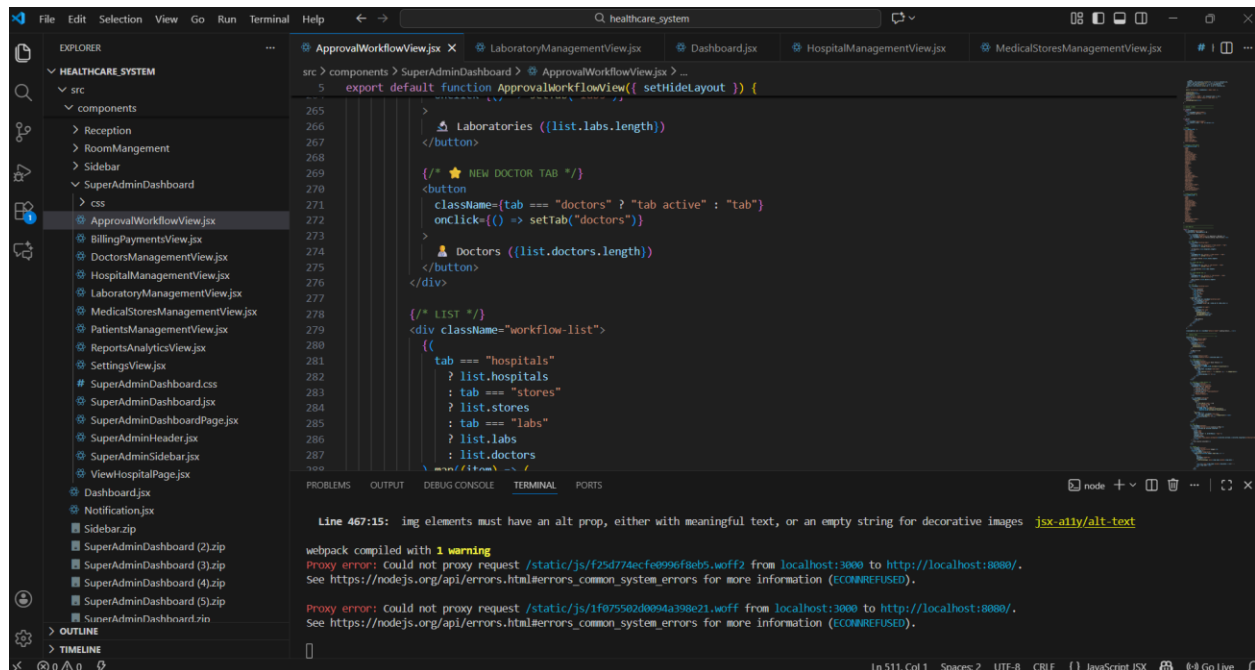 File Edit Selection View Go Run Terminal Help
healthcare_system
EXPLORER
HEALTHCARE_SYSTEM
src
components
Reception
RoomMangement
Sidebar
SuperAdminDashboard
css
ApprovalWorkflowView.jsx
BillingPaymentsView.jsx
DoctorsManagementView.jsx
HospitalManagementView.jsx
LaboratoryManagementView.jsx
MedicalStoresManagementView.jsx
PatientsManagementView.jsx
ReportsAnalyticsView.jsx
SettingsView.jsx
# SuperAdminDashboard.css
SuperAdminDashboard.jsx
SuperAdminDashboardPage.jsx
SuperAdminHeader.jsx
SuperAdminSidebar.jsx
ViewHospitalPage.jsx
Dashboard.jsx
Notification.jsx
Sidebar.zip
SuperAdminDashboard (2).zip
SuperAdminDashboard (3).zip
SuperAdminDashboard (4).zip
SuperAdminDashboard (5).zip
SuperAdminDashboard.zip
OUTLINE
TIMELINE
ApprovalWorkflowView.jsx LaboratoryManagementView.jsx Dashboard.jsx HospitalManagementView.jsx MedicalStoresManagementView.jsx #
src > components > SuperAdminDashboard > ApprovalWorkflowView.jsx > ...
5 export default function ApprovalWorkflowView({ setHideLayout }) {
265 >
266 🔬 Laboratories ({list.labs.length})
267 </button>
268
269 {/* ⭐ NEW DOCTOR TAB */}
270 <button
271 className={tab === "doctors" ? "tab active" : "tab"}
272 onClick={() => setTab("doctors")}
273 >
274 Doctors ({list.doctors.length})
275 </button>
276 </div>
277
278 {/* LIST */}
279 <div className="workflow-list">
280 {(
281 tab === "hospitals"
282 ? list.hospitals
283 : tab === "stores"
284 ? list.stores
285 : tab === "labs"
286 ? list.labs
287 : list.doctors
288 ).map((item) => (
PROBLEMS OUTPUT DEBUG CONSOLE TERMINAL PORTS
node
Line 467:15: img elements must have an alt prop, either with meaningful text, or an empty string for decorative images jsx-a11y/alt-text
webpack compiled with 1 warning
Proxy error: Could not proxy request /static/js/f25d774ecfe0996f8eb5.woff2 from localhost:3000 to http://localhost:8080/.
See https://nodejs.org/api/errors.html#errors_common_system_errors for more information (ECONNREFUSED).
Proxy error: Could not proxy request /static/js/1f075502d0094a398e21.woff from localhost:3000 to http://localhost:8080/.
See https://nodejs.org/api/errors.html#errors_common_system_errors for more information (ECONNREFUSED).
0 0 Ln 511, Col 1 Spaces: 2 UTF-8 CRLF {} JavaScript JSX Go Live